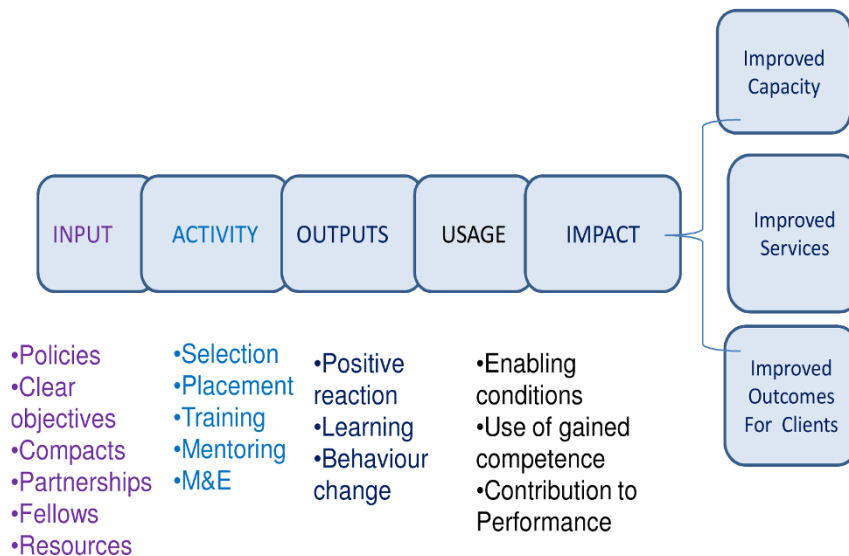 Improved
Capacity
INPUT
ACTIVITY
OUTPUTS
USAGE
IMPACT
Improved
Services
Improved
Outcomes
For Clients
•Policies
•Clear
objectives
•Compacts
•Partnerships
•Fellows
•Resources
•Selection
•Placement
•Training
•Mentoring
•M&E
•Positive
reaction
•Learning
•Behaviour
change
•Enabling
conditions
•Use of gained
competence
•Contribution to
Performance